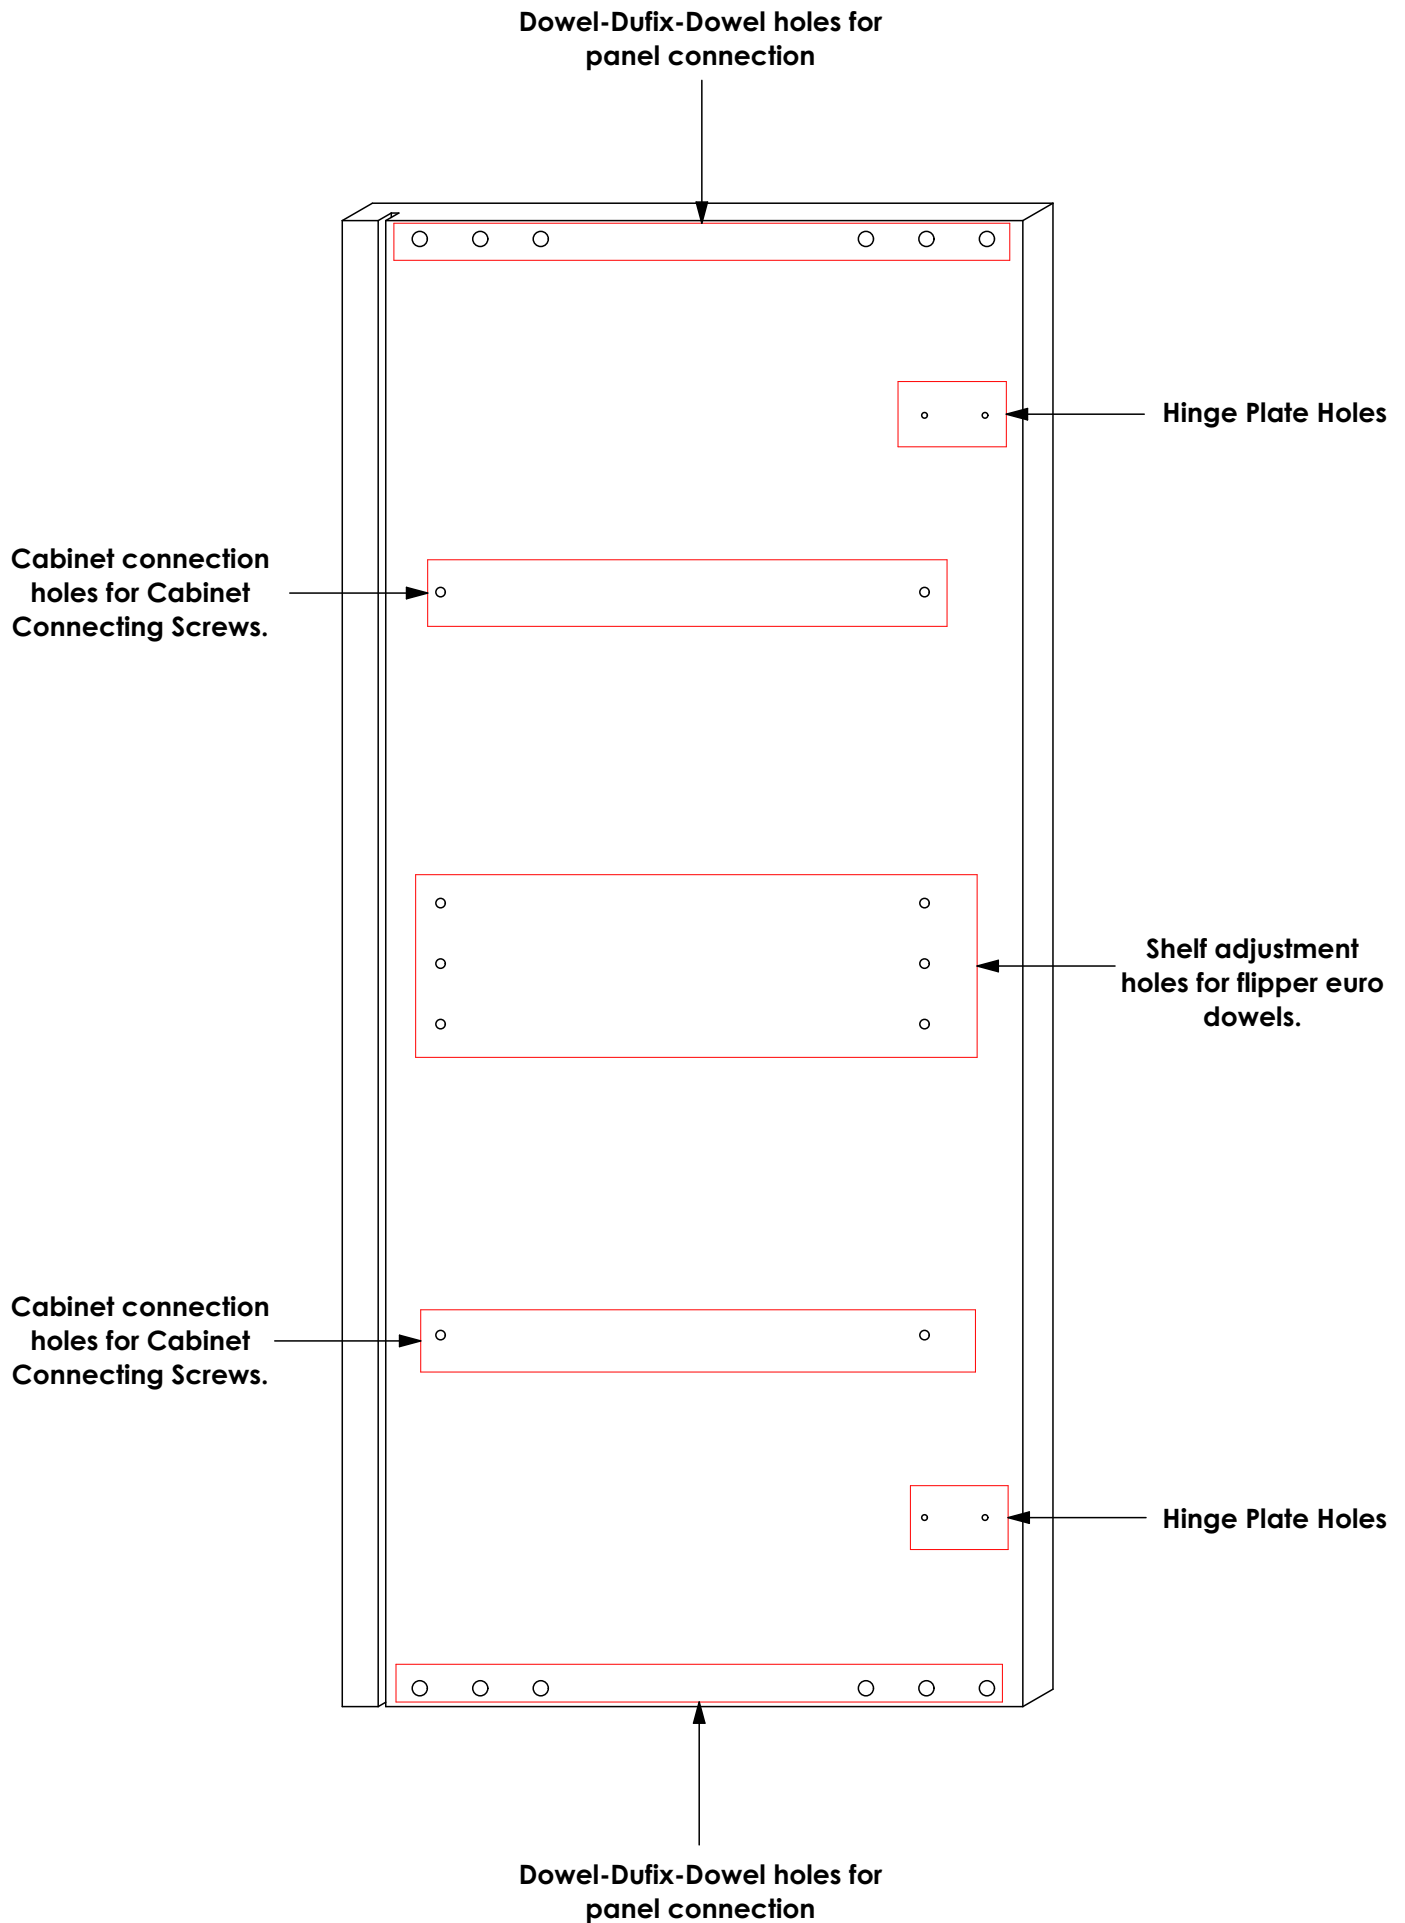 Dowel-Dufix-Dowel holes for
panel connection
Hinge Plate Holes
Cabinet connection
holes for Cabinet
Connecting Screws.
Shelf adjustment
holes for flipper euro
dowels.
Cabinet connection
holes for Cabinet
Connecting Screws.
Hinge Plate Holes
Dowel-Dufix-Dowel holes for
panel connection